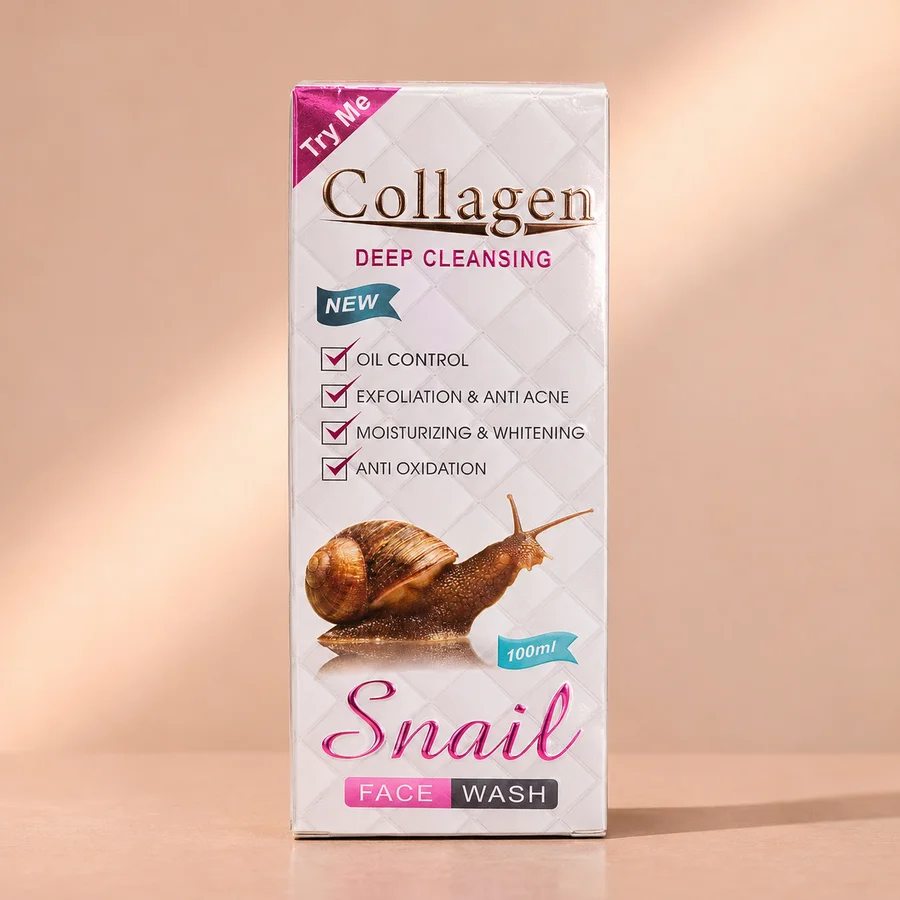 Try Me
Collagen
DEEP CLEANSING
NEW
OIL CONTROL
EXFOLIATION & ANTI ACNE
MOISTURIZING & WHITENING
ANTI OXIDATION
100ml
Snail
FACE WASH